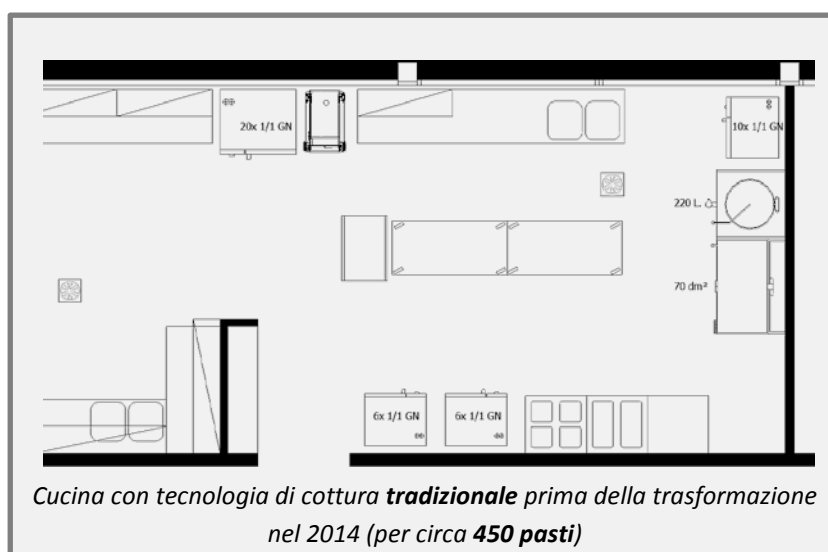 20x 1/1 GN
10x 1/1 GN
220 L.
70 dm²
6x 1/1 GN
6x 1/1 GN
Cucina con tecnologia di cottura tradizionale prima della trasformazione
nel 2014 (per circa 450 pasti)